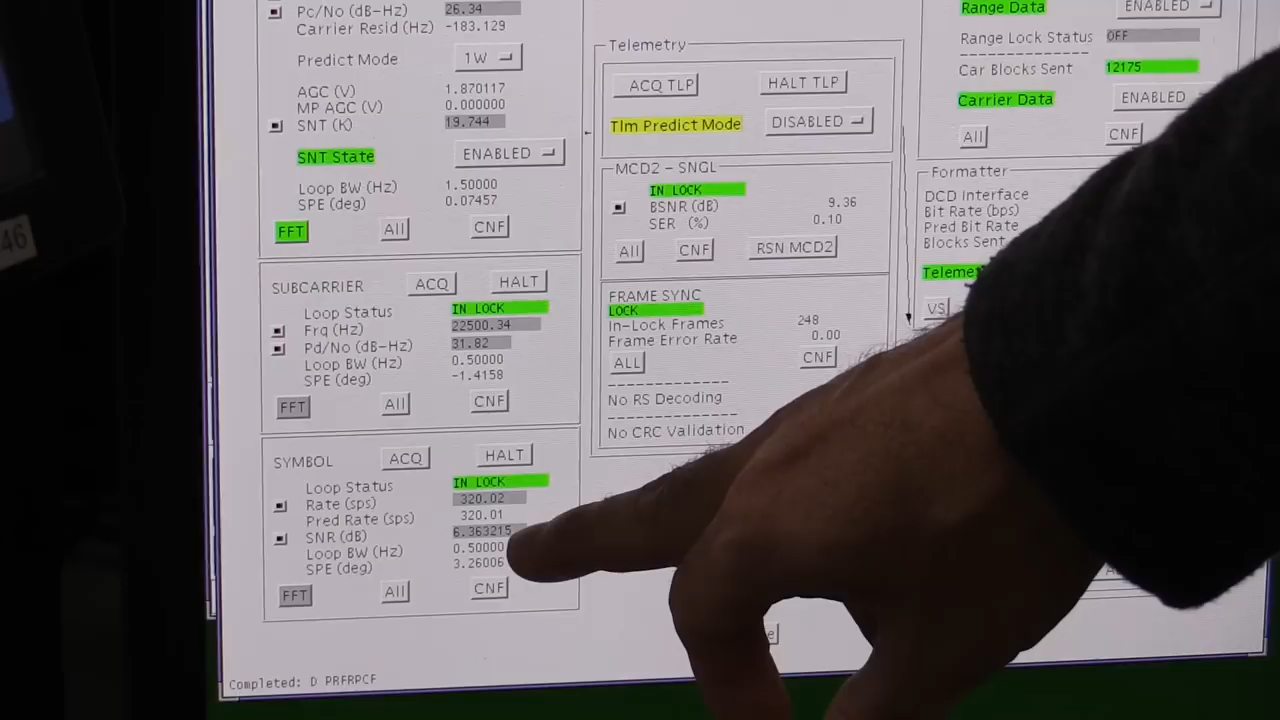 Pc/No (dB-Hz) 26.34
Carrier Resid (Hz) -183.129
Predict Mode 1W
AGC (V) 1.870117
MP AGC (V) 0.000000
SNT (K) 19.744
SNT State ENABLED
Loop BW (Hz) 1.50000
SPE (deg) 0.07457
FFT All CNF
SUBCARRIER ACQ HALT
Loop Status IN LOCK
Frq (Hz) 22500.34
Pd/No (dB-Hz) 31.82
Loop BW (Hz) 0.50000
SPE (deg) -1.4158
FFT All CNF
SYMBOL ACQ HALT
Loop Status IN LOCK
Rate (sps) 320.02
Pred Rate (sps) 320.01
SNR (dB) 6.363215
Loop BW (Hz) 0.50000
SPE (deg) 3.26006
FFT All CNF
Completed: D PRFRPCF
Telemetry
ACQ TLP HALT TLP
Tlm Predict Mode DISABLED
MCD2 - SNGL
IN LOCK
BSNR (dB) 9.36
SER (%) 0.10
All CNF RSN MCD2
FRAME SYNC
LOCK
In-Lock Frames 248
Frame Error Rate 0.00
ALL CNF
No RS Decoding
No CRC Validation
Range Data ENABLED
Range Lock Status OFF
Car Blocks Sent 12175
Carrier Data ENABLED
All CNF
Formatter
DCD Interface
Bit Rate (bps)
Pred Bit Rate
Blocks Sent
VS
46